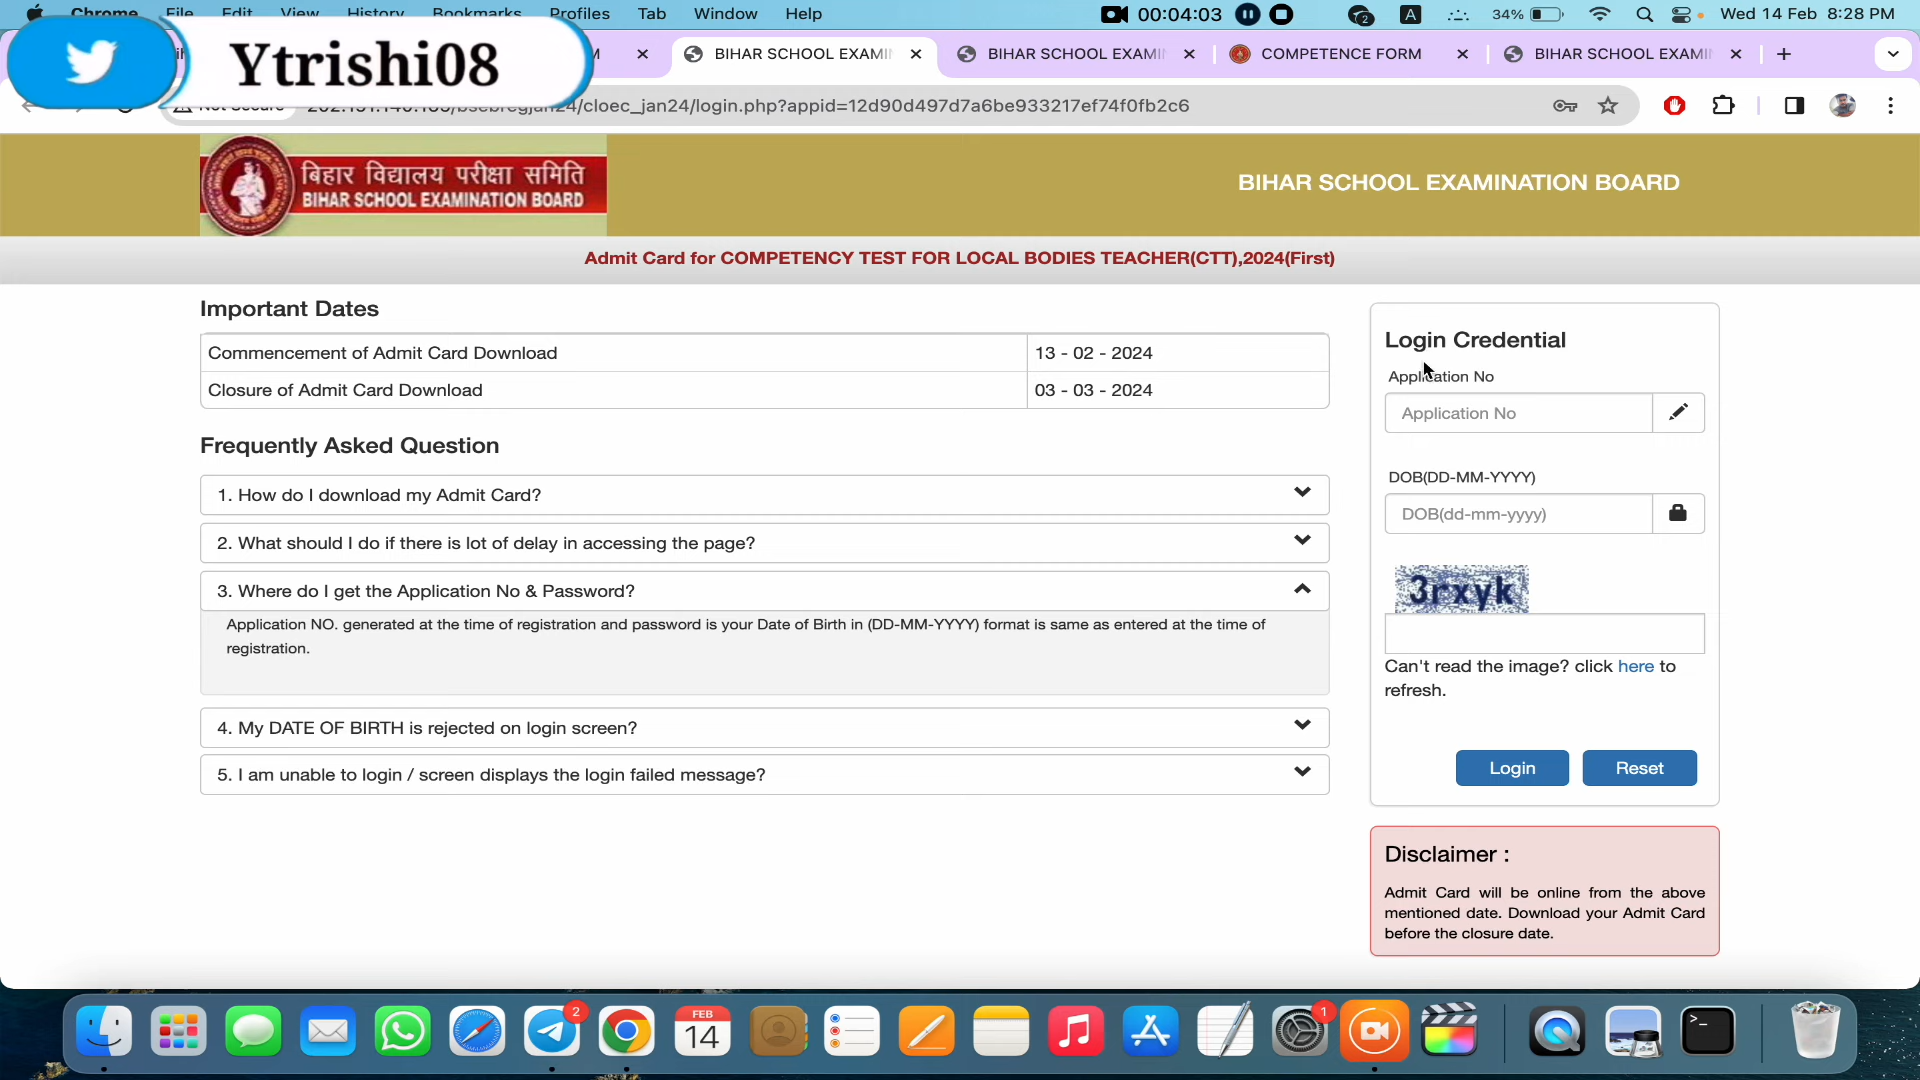 Chrome File Edit View History Bookmarks Profiles Tab Window Help
00:04:03
2
A
34%
Wed 14 Feb 8:28 PM
Ytrishi08
BIHAR SCHOOL EXAMI
BIHAR SCHOOL EXAMI
COMPETENCE FORM
BIHAR SCHOOL EXAMI
/cloec_jan24/login.php?appid=12d90d497d7a6be933217ef74f0fb2c6
बिहार विद्यालय परीक्षा समिति
BIHAR SCHOOL EXAMINATION BOARD
BIHAR SCHOOL EXAMINATION BOARD
Admit Card for COMPETENCY TEST FOR LOCAL BODIES TEACHER(CTT),2024(First)
Important Dates
Commencement of Admit Card Download 13 - 02 - 2024
Closure of Admit Card Download 03 - 03 - 2024
Frequently Asked Question
1. How do I download my Admit Card?
2. What should I do if there is lot of delay in accessing the page?
3. Where do I get the Application No & Password?
Application NO. generated at the time of registration and password is your Date of Birth in (DD-MM-YYYY) format is same as entered at the time of
registration.
4. My DATE OF BIRTH is rejected on login screen?
5. I am unable to login / screen displays the login failed message?
Login Credential
Application No
Application No
DOB(DD-MM-YYYY)
DOB(dd-mm-yyyy)
3rxyk
Can't read the image? click here to
refresh.
Login Reset
Disclaimer :
Admit Card will be online from the above
mentioned date. Download your Admit Card
before the closure date.
2
FEB
14
1